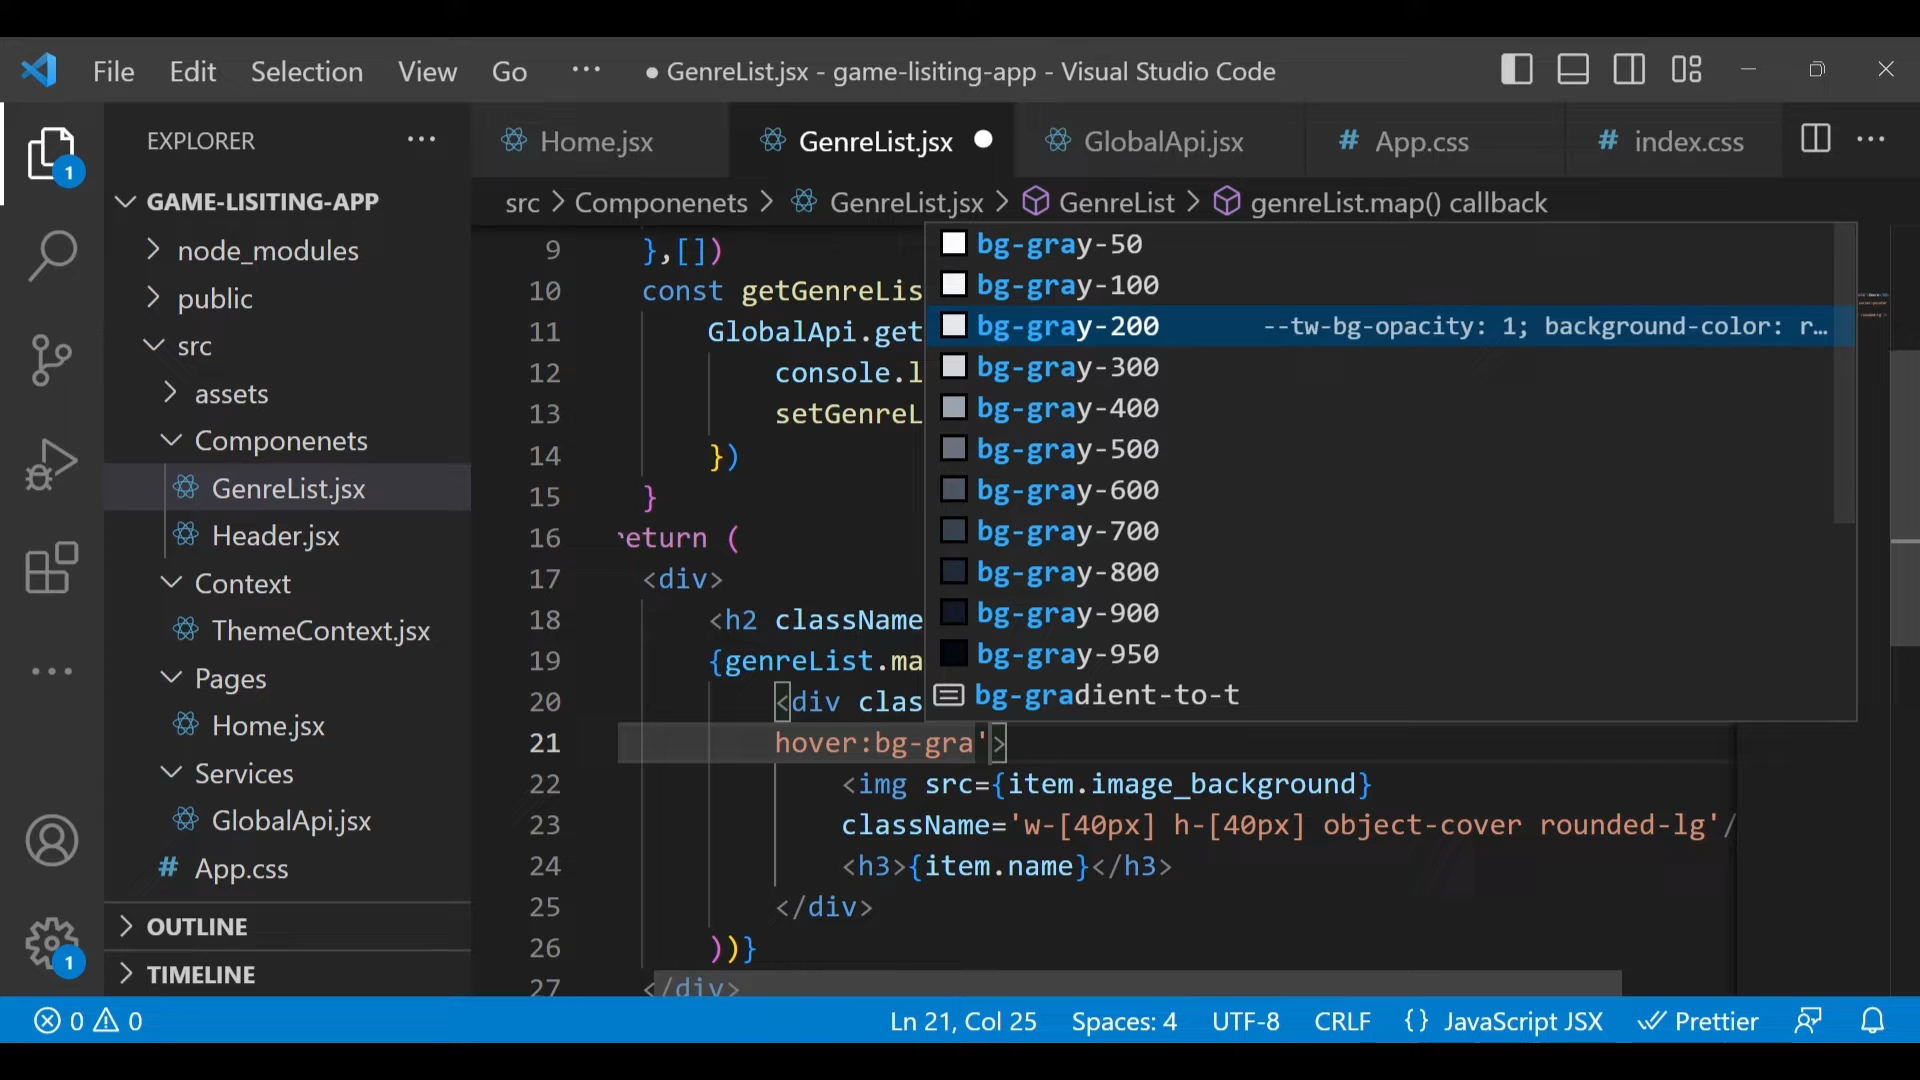 File Edit Selection View Go ··· ● GenreList.jsx - game-lisiting-app - Visual Studio Code
EXPLORER ···
Home.jsx GenreList.jsx GlobalApi.jsx # App.css # index.css ···
1
GAME-LISITING-APP
src > Componenets > GenreList.jsx > GenreList > genreList.map() callback
node_modules
public
src
assets
Componenets
GenreList.jsx
Header.jsx
Context
ThemeContext.jsx
Pages
Home.jsx
Services
GlobalApi.jsx
# App.css
OUTLINE
TIMELINE
1
9 },[])
10 const getGenreLis
11 GlobalApi.get
12 console.l
13 setGenreL
14 })
15 }
16 return (
17 <div>
18 <h2 className
19 {genreList.ma
20 <div clas
21 hover:bg-gra'>
22 <img src={item.image_background}
23 className='w-[40px] h-[40px] object-cover rounded-lg'/
24 <h3>{item.name}</h3>
25 </div>
26 ))}
27 </div>
bg-gray-50
bg-gray-100
bg-gray-200 --tw-bg-opacity: 1; background-color: r…
bg-gray-300
bg-gray-400
bg-gray-500
bg-gray-600
bg-gray-700
bg-gray-800
bg-gray-900
bg-gray-950
bg-gradient-to-t
0 0 Ln 21, Col 25 Spaces: 4 UTF-8 CRLF {} JavaScript JSX Prettier